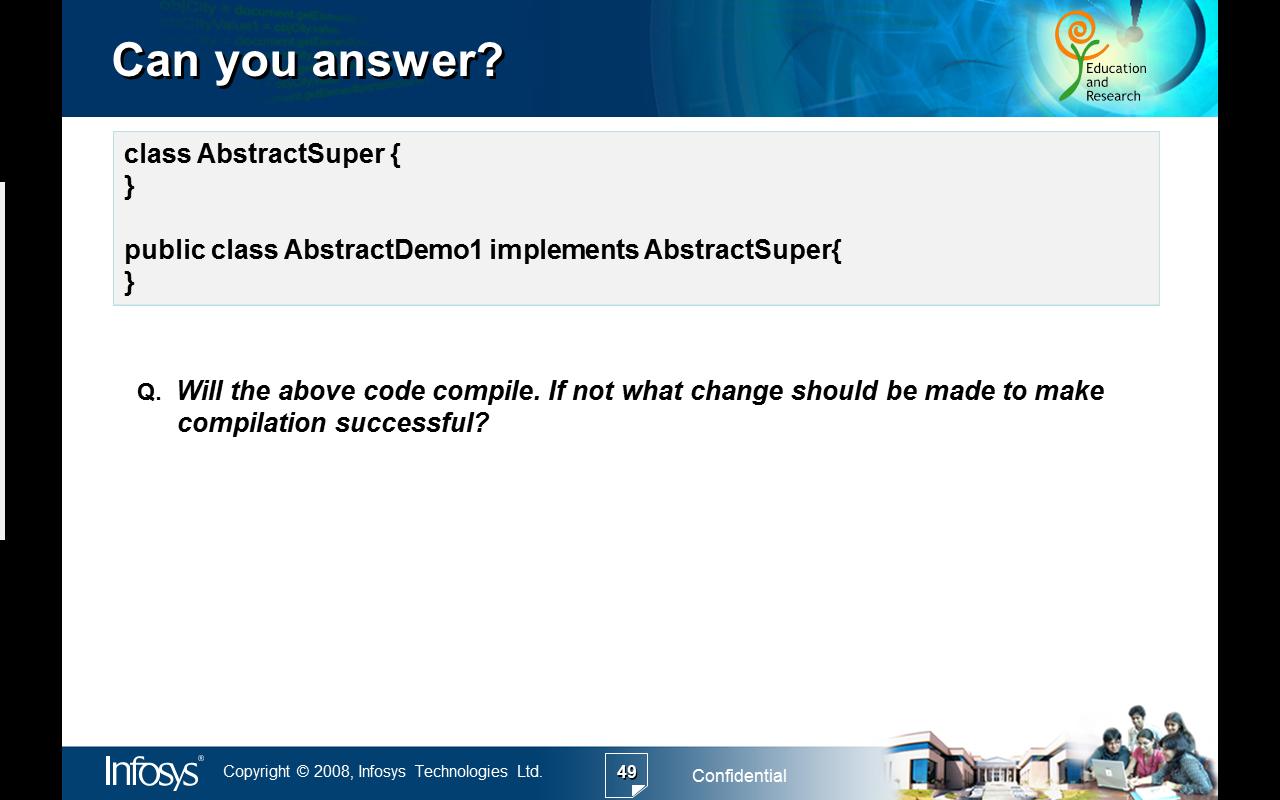 Can you answer?
Education
and
Research
class AbstractSuper {
}
public class AbstractDemo1 implements AbstractSuper{
}
Q. Will the above code compile. If not what change should be made to make
compilation successful?
Infosys®
Copyright © 2008, Infosys Technologies Ltd.
49
Confidential